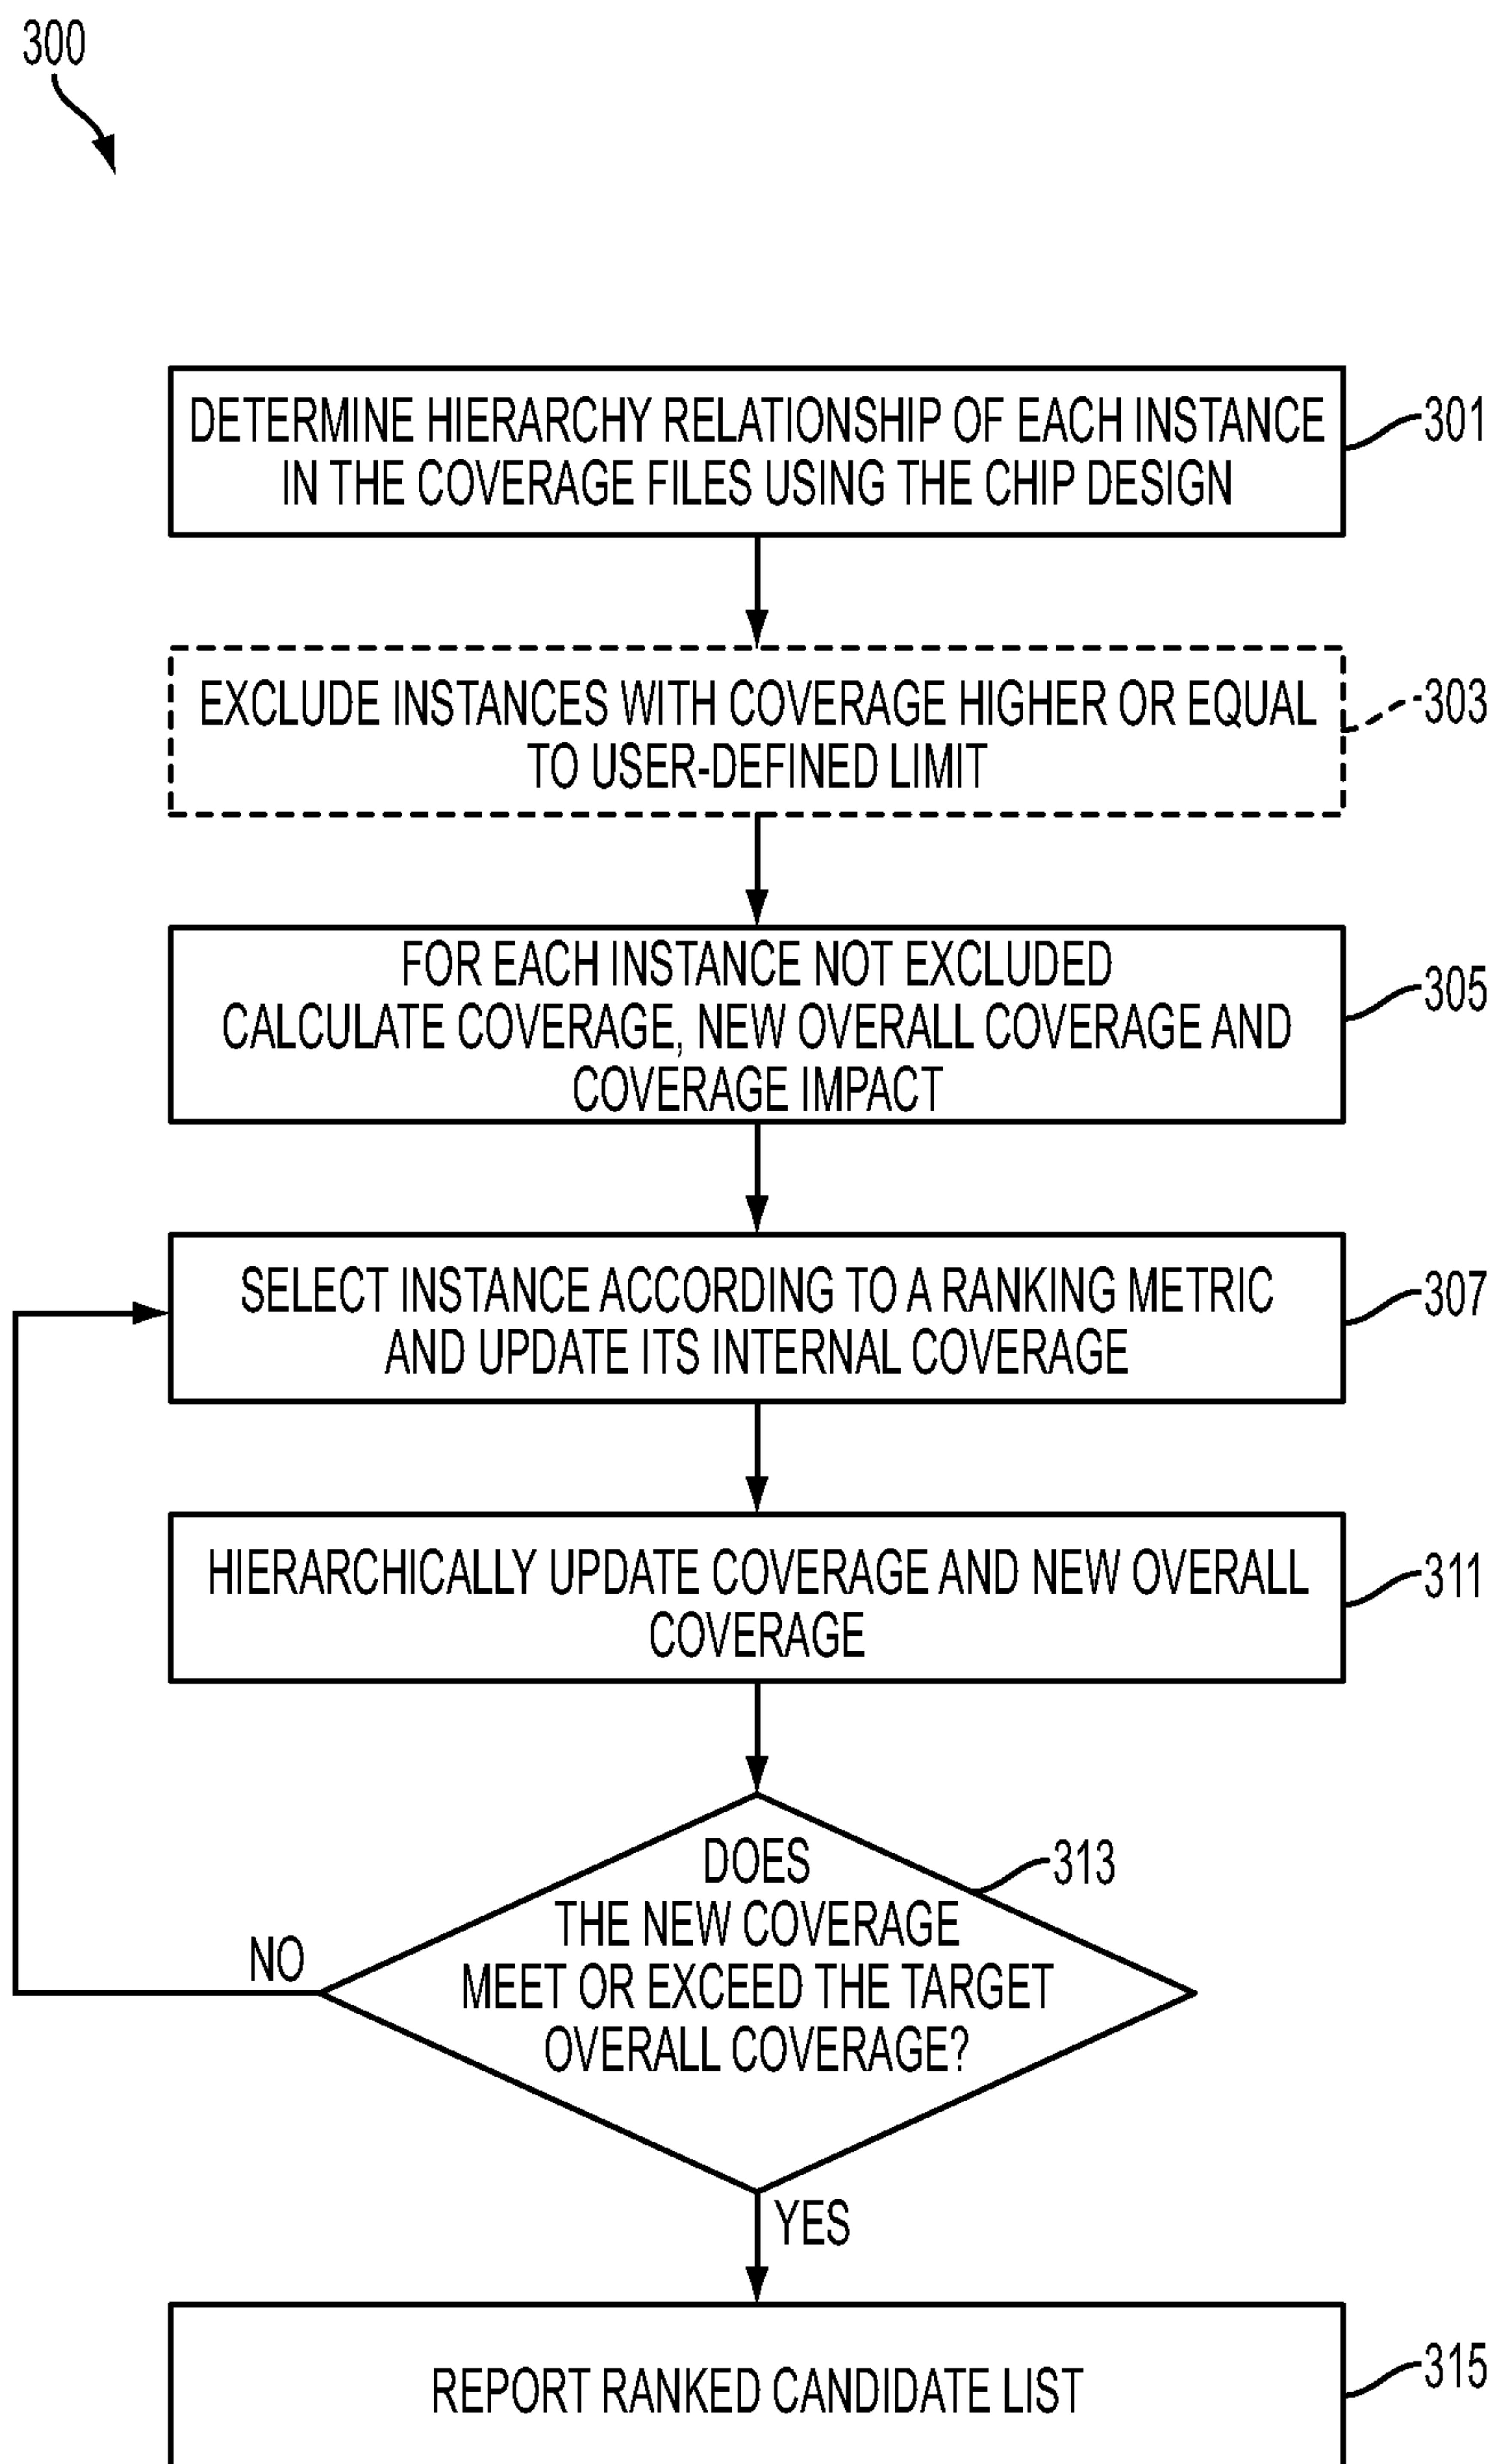 300
DETERMINE HIERARCHY RELATIONSHIP OF EACH INSTANCE
IN THE COVERAGE FILES USING THE CHIP DESIGN
301
EXCLUDE INSTANCES WITH COVERAGE HIGHER OR EQUAL
TO USER-DEFINED LIMIT
303
FOR EACH INSTANCE NOT EXCLUDED
CALCULATE COVERAGE, NEW OVERALL COVERAGE AND
COVERAGE IMPACT
305
SELECT INSTANCE ACCORDING TO A RANKING METRIC
AND UPDATE ITS INTERNAL COVERAGE
307
HIERARCHICALLY UPDATE COVERAGE AND NEW OVERALL
COVERAGE
311
DOES
THE NEW COVERAGE
MEET OR EXCEED THE TARGET
OVERALL COVERAGE?
313
NO
YES
REPORT RANKED CANDIDATE LIST
315